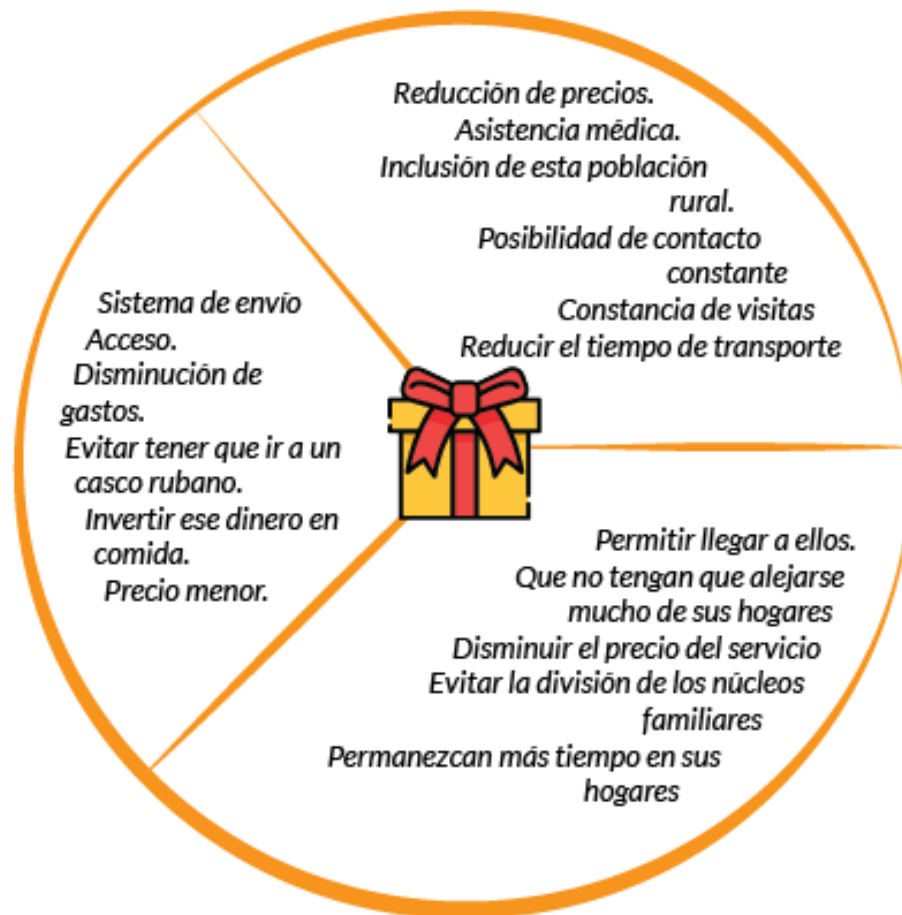 Reducción de precios.
Asistencia médica.
Inclusión de esta población
rural.
Posibilidad de contacto
constante
Constancia de visitas
Reducir el tiempo de transporte
Sistema de envío
Acceso.
Disminución de
gastos.
Evitar tener que ir a un
casco rubano.
Invertir ese dinero en
comida.
Precio menor.
Permitir llegar a ellos.
Que no tengan que alejarse
mucho de sus hogares
Disminuir el precio del servicio
Evitar la división de los núcleos
familiares
Permanezcan más tiempo en sus
hogares